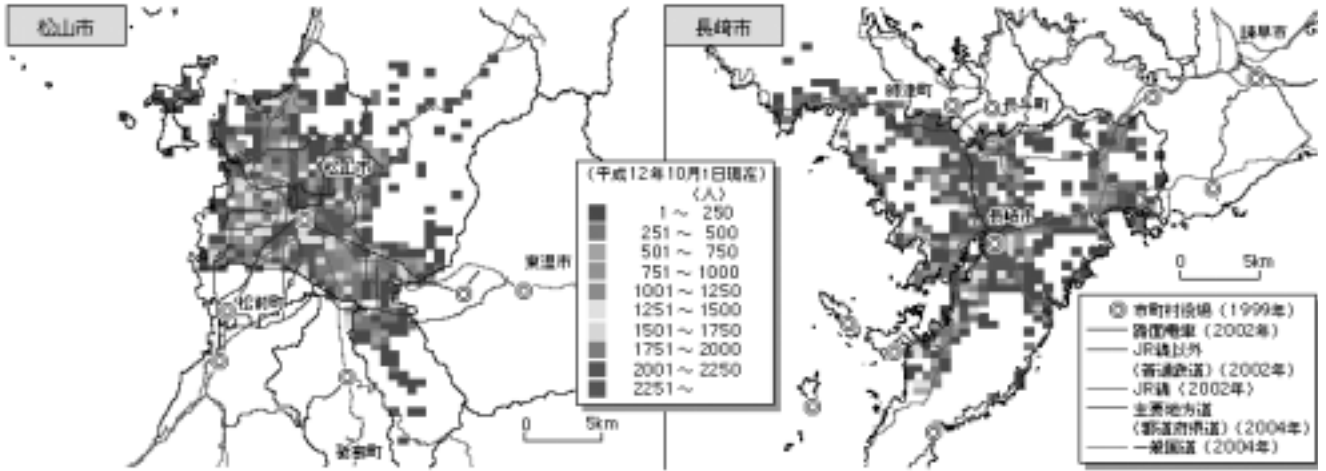 松山市
松山市
東温市
松前町
砥部町
0 5km
(平成12年10月1日現在)
(人)
1～ 250
251～ 500
501～ 750
751～1000
1001～1250
1251～1500
1501～1750
1751～2000
2001～2250
2251～
長崎市
諫早市
時津町
長与町
長崎市
0 5km
市町村役場(1999年)
路面電車(2002年)
JR線以外
(普通鉄道)(2002年)
JR線(2002年)
主要地方道
(都道府県道)(2004年)
一般国道(2004年)